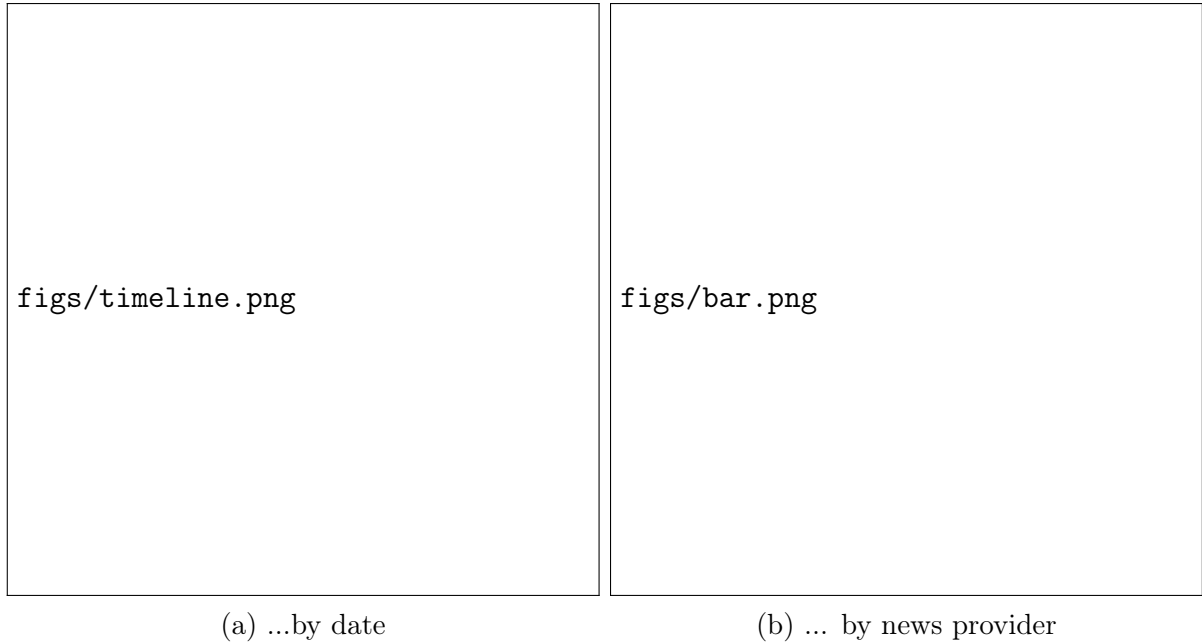 figs/timeline.png
figs/bar.png
(a) ...by date
(b) ... by news provider